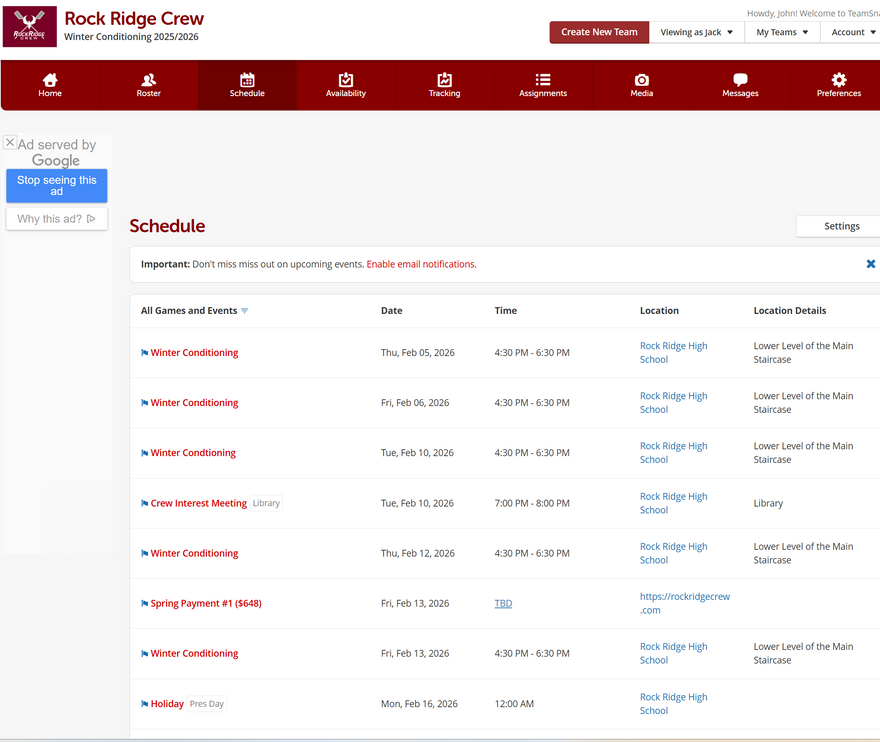 ROCKRIDGE
CREW
Rock Ridge Crew
Winter Conditioning 2025/2026
Howdy, John! Welcome to TeamSna
Create New Team
Viewing as Jack
My Teams
Account
Home
Roster
Schedule
Availability
Tracking
Assignments
Media
Messages
Preferences
Ad served by
Google
Stop seeing this
ad
Why this ad?
Schedule
Settings
Important: Don't miss miss out on upcoming events. Enable email notifications.
All Games and Events Date Time Location Location Details
Winter Conditioning Thu, Feb 05, 2026 4:30 PM - 6:30 PM Rock Ridge High Lower Level of the Main
School Staircase
Winter Conditioning Fri, Feb 06, 2026 4:30 PM - 6:30 PM Rock Ridge High Lower Level of the Main
School Staircase
Winter Condtioning Tue, Feb 10, 2026 4:30 PM - 6:30 PM Rock Ridge High Lower Level of the Main
School Staircase
Crew Interest Meeting Library Tue, Feb 10, 2026 7:00 PM - 8:00 PM Rock Ridge High Library
School
Winter Conditioning Thu, Feb 12, 2026 4:30 PM - 6:30 PM Rock Ridge High Lower Level of the Main
School Staircase
Spring Payment #1 ($648) Fri, Feb 13, 2026 TBD https://rockridgecrew
.com
Winter Conditioning Fri, Feb 13, 2026 4:30 PM - 6:30 PM Rock Ridge High Lower Level of the Main
School Staircase
Holiday Pres Day Mon, Feb 16, 2026 12:00 AM Rock Ridge High
School